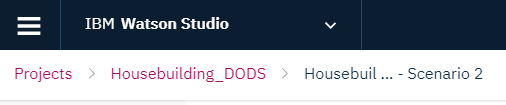 IBM Watson Studio
Projects > Housebuilding_DODS > Housebuil ... - Scenario 2